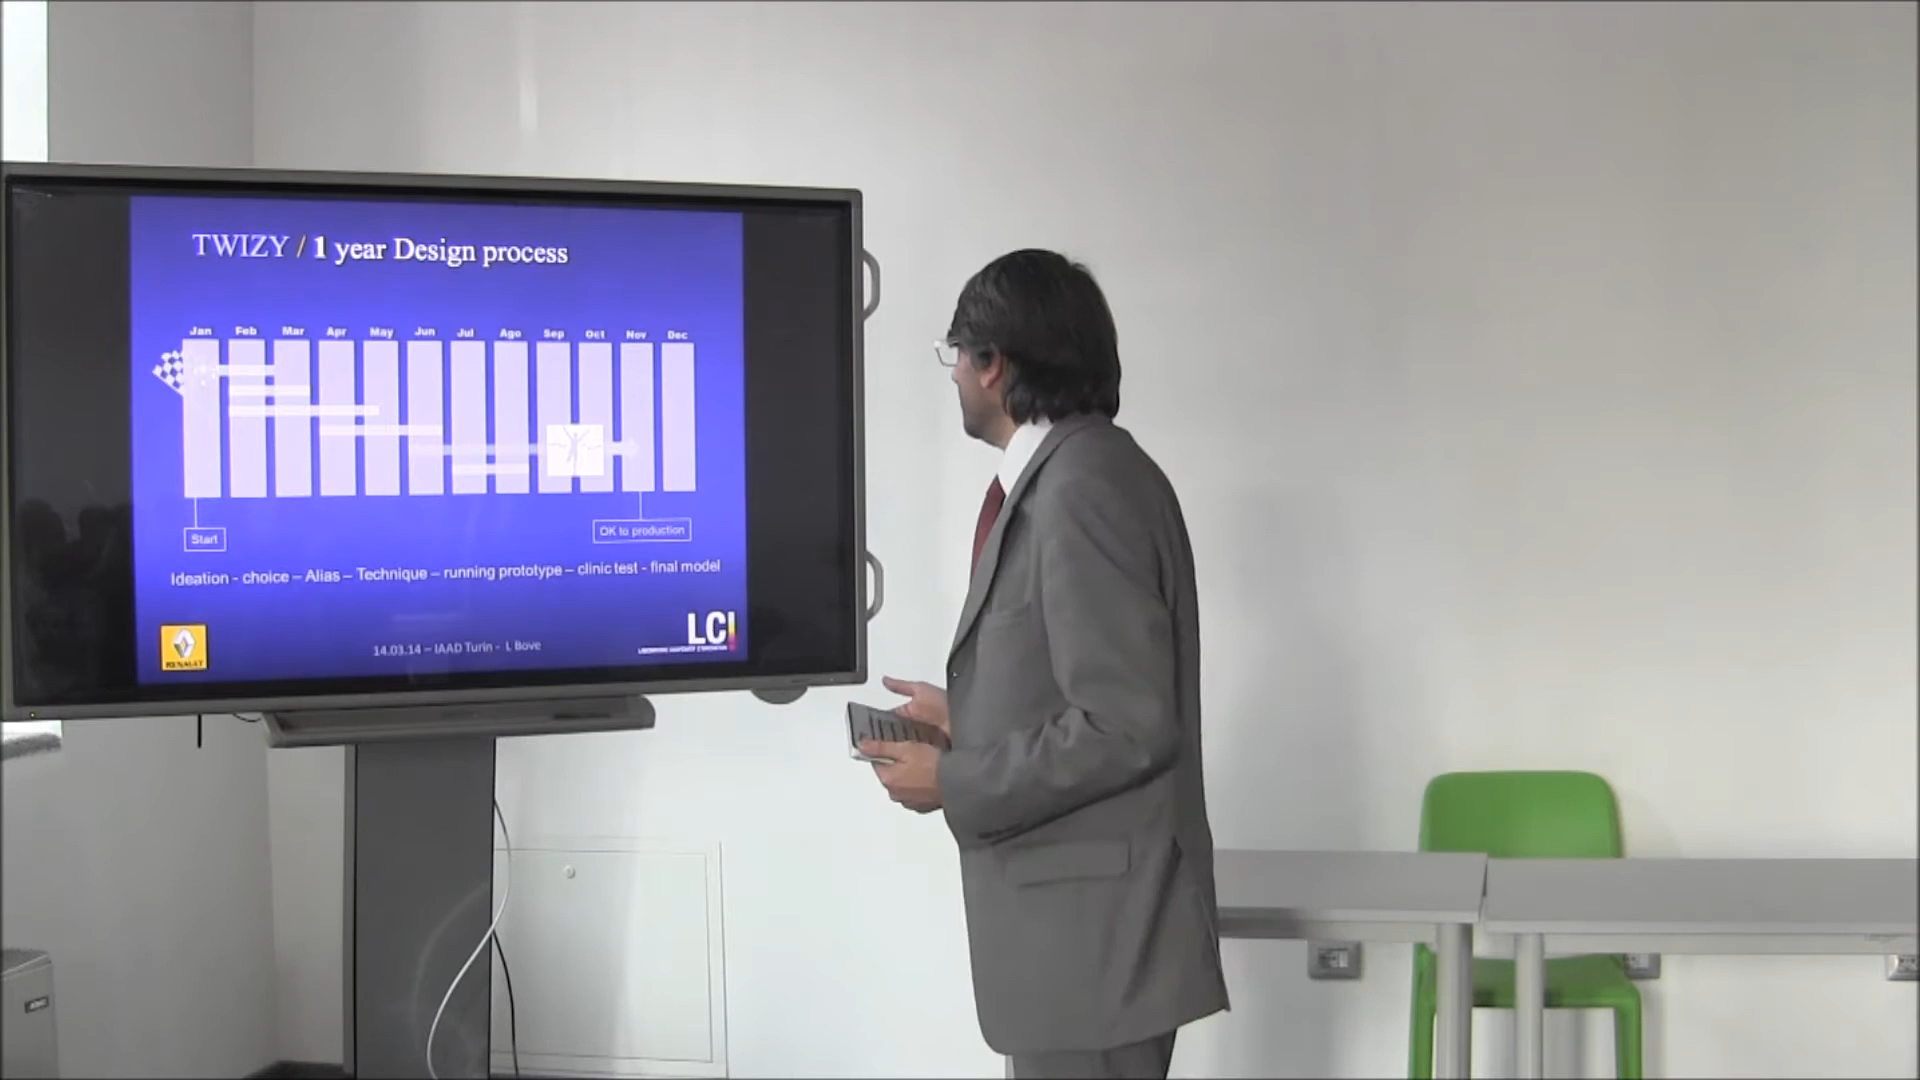 TWIZY / 1 year Design process
Jan Feb Mar Apr May Jun Jul Ago Sep Oct Nov Dec
Start
OK to production
Ideation - choice – Alias – Technique – running prototype – clinic test - final model
RENAULT
14.03.14 – IAAD Turin - L Bove
LCI